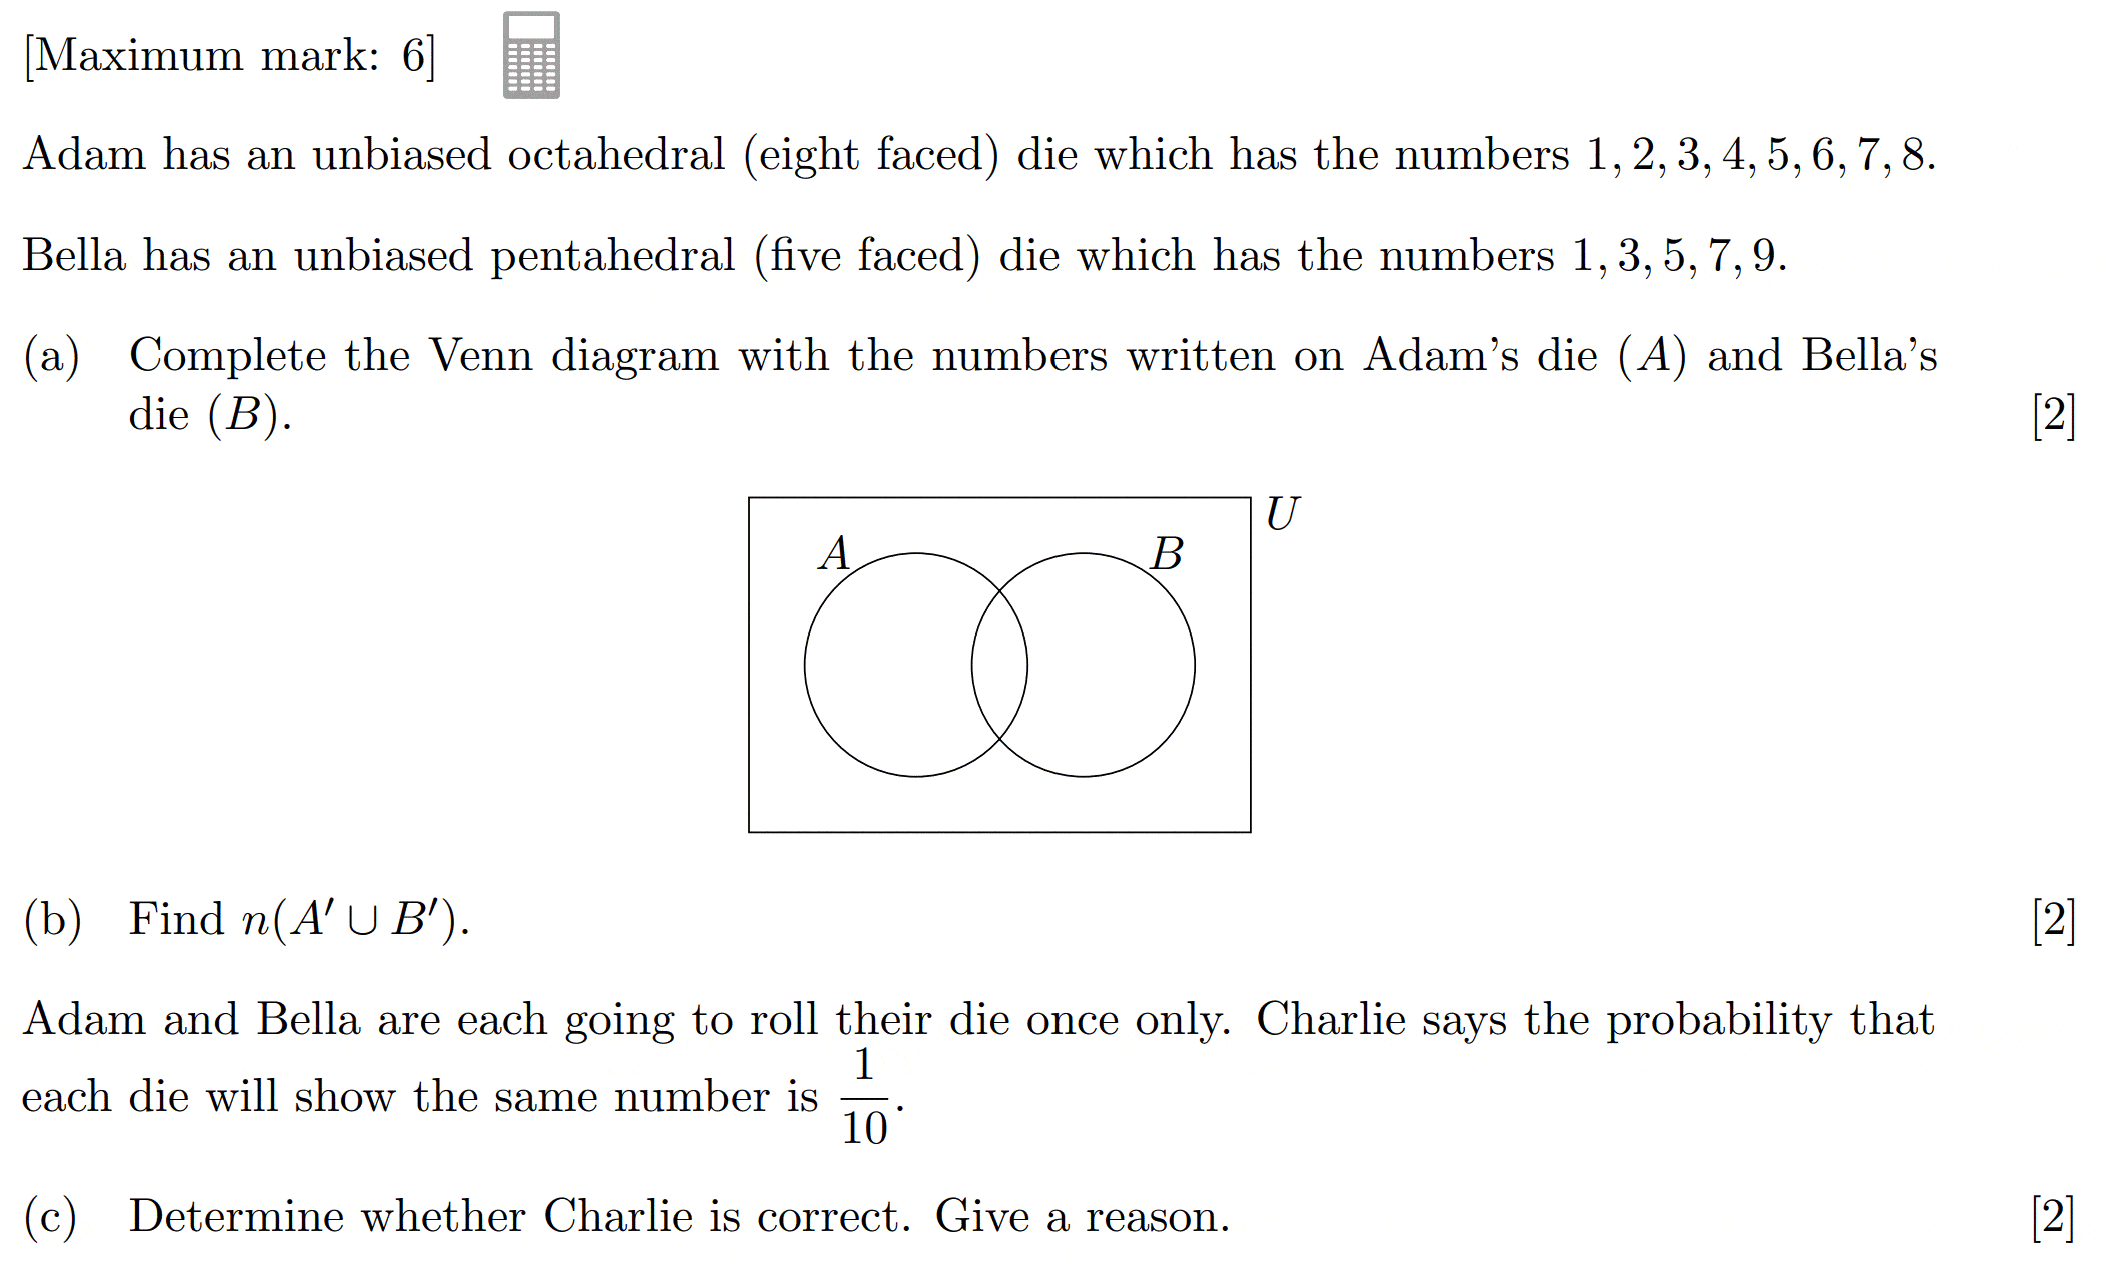 [Maximum mark: 6]
Adam has an unbiased octahedral (eight faced) die which has the numbers 1, 2, 3, 4, 5, 6, 7, 8.
Bella has an unbiased pentahedral (five faced) die which has the numbers 1, 3, 5, 7, 9.
(a) Complete the Venn diagram with the numbers written on Adam's die (A) and Bella's
die (B). [2]
U
A B
(b) Find n(A′ ∪ B′). [2]
Adam and Bella are each going to roll their die once only. Charlie says the probability that
each die will show the same number is 1/10.
(c) Determine whether Charlie is correct. Give a reason. [2]